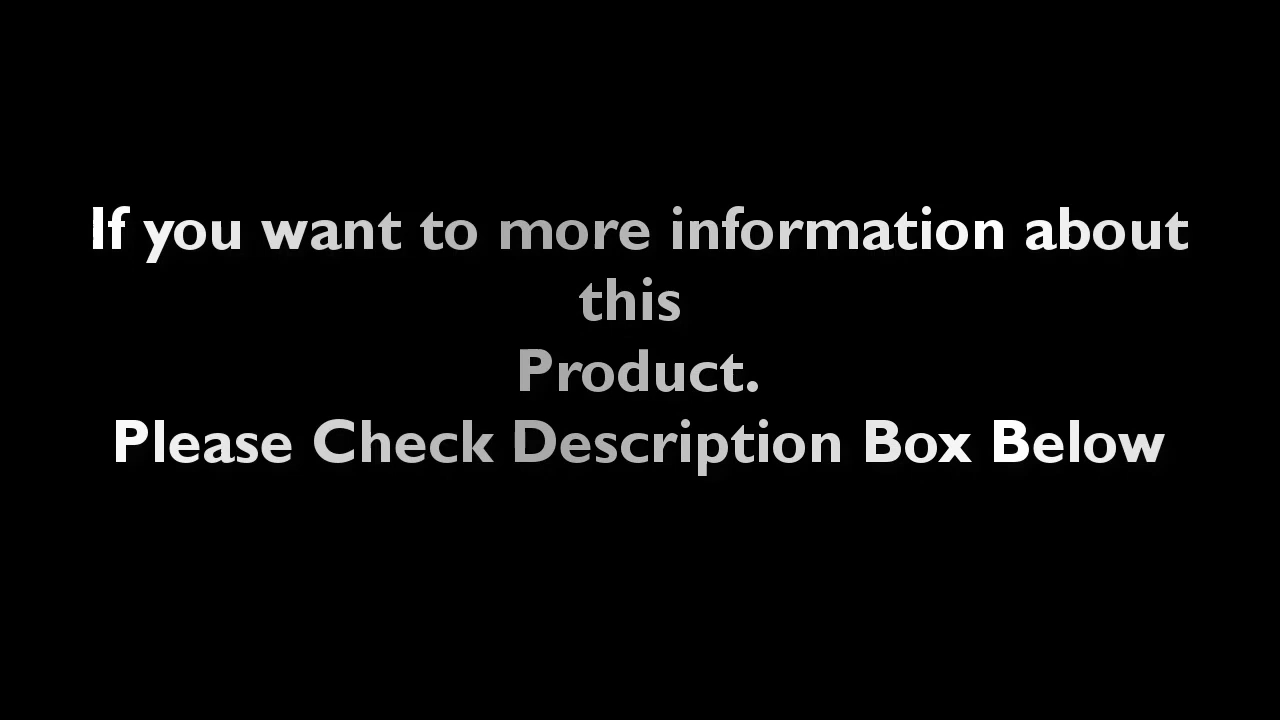 If you want to more information about
this
Product.
Please Check Description Box Below